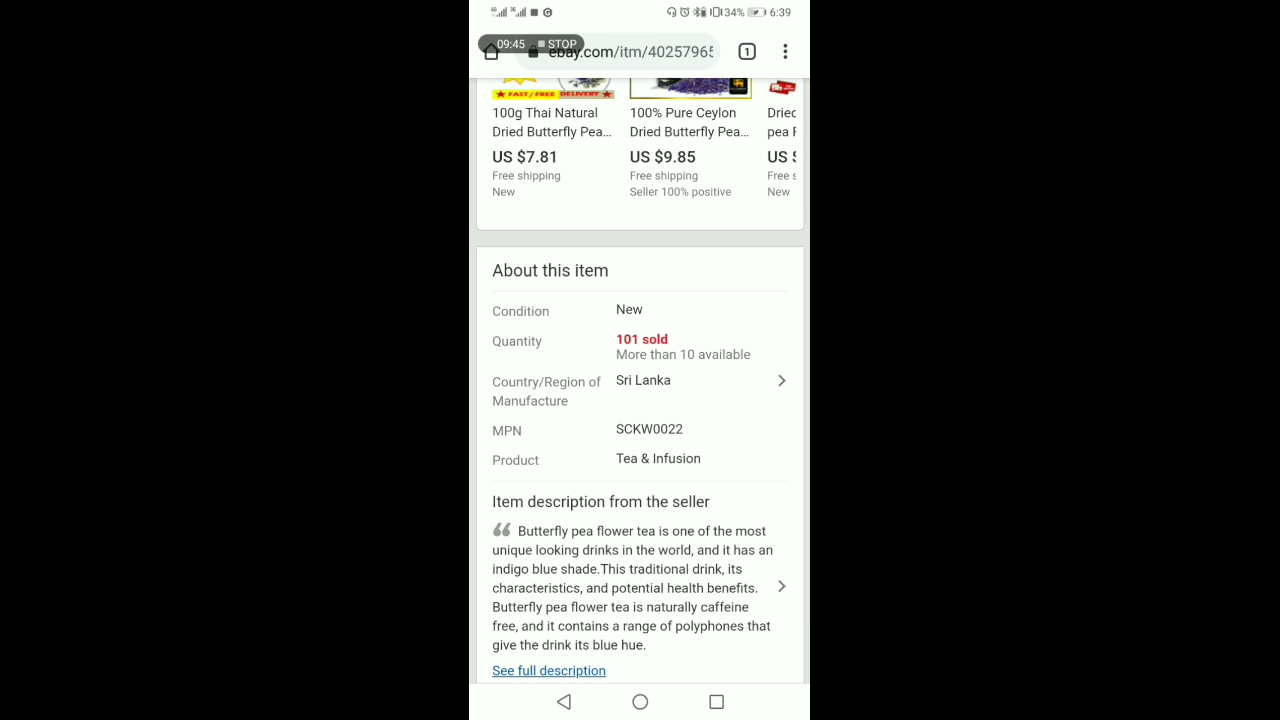 34% 6:39
09:45 STOP
ebay.com/itm/40257965
1
FAST / FREE DELIVERY
100g Thai Natural
Dried Butterfly Pea...
US $7.81
Free shipping
New
100% Pure Ceylon
Dried Butterfly Pea...
US $9.85
Free shipping
Seller 100% positive
Dried
pea F
US $
Free s
New
About this item
Condition New
Quantity 101 sold
More than 10 available
Country/Region of Sri Lanka
Manufacture
MPN SCKW0022
Product Tea & Infusion
Item description from the seller
Butterfly pea flower tea is one of the most
unique looking drinks in the world, and it has an
indigo blue shade.This traditional drink, its
characteristics, and potential health benefits.
Butterfly pea flower tea is naturally caffeine
free, and it contains a range of polyphones that
give the drink its blue hue.
See full description